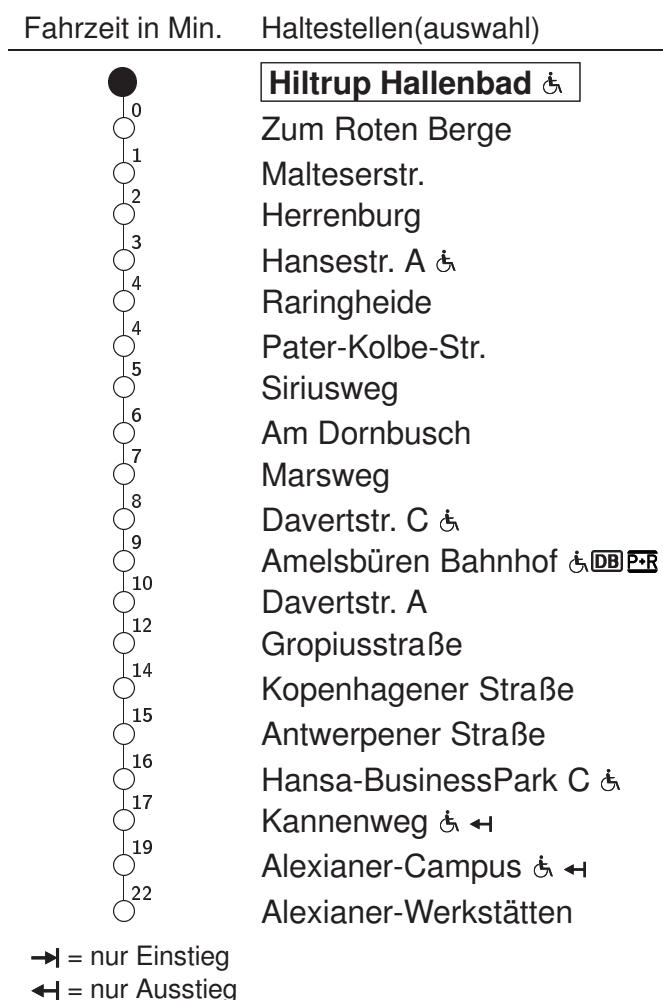 Fahrzeit in Min. Haltestellen(auswahl)
Hiltrup Hallenbad
0 Zum Roten Berge
1 Malteserstr.
2 Herrenburg
3 Hansestr. A
4 Raringheide
4 Pater-Kolbe-Str.
5 Siriusweg
6 Am Dornbusch
7 Marsweg
8 Davertstr. C
9 Amelsbüren Bahnhof DB P+R
10 Davertstr. A
12 Gropiusstraße
14 Kopenhagener Straße
15 Antwerpener Straße
16 Hansa-BusinessPark C
17 Kannenweg
19 Alexianer-Campus
22 Alexianer-Werkstätten
= nur Einstieg
= nur Ausstieg